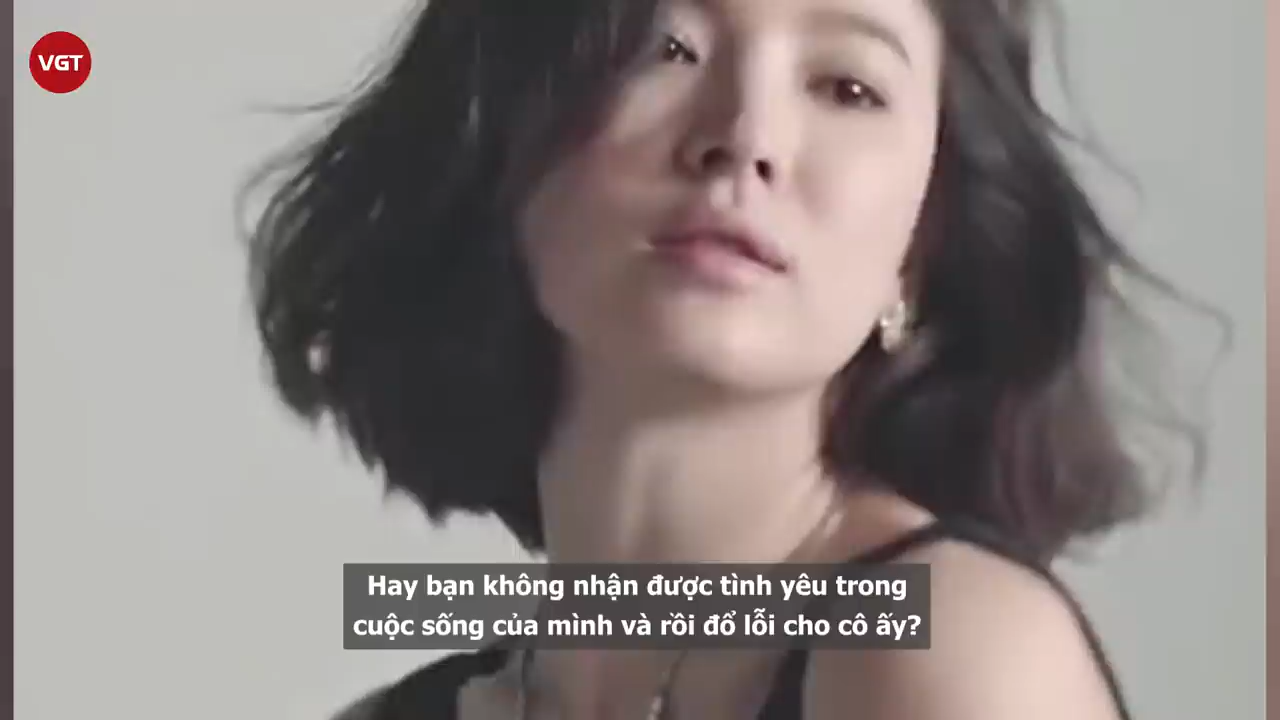 VGT
Hay bạn không nhận được tình yêu trong
cuộc sống của mình và rồi đổ lỗi cho cô ấy?